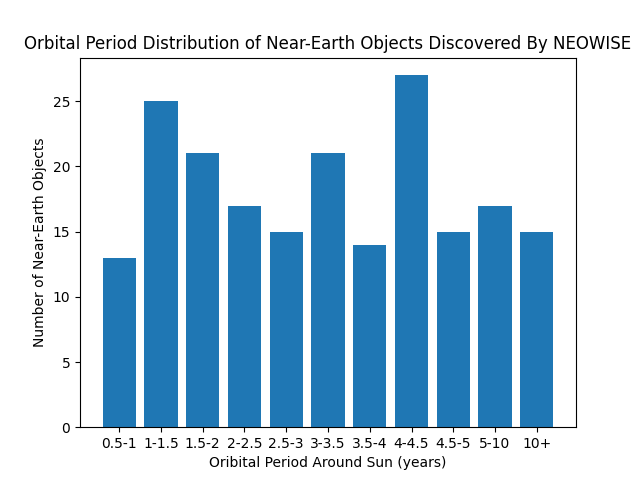 Orbital Period Distribution of Near-Earth Objects Discovered By NEOWISE
Number of Near-Earth Objects
25
20
15
10
5
0
0.5-1 1-1.5 1.5-2 2-2.5 2.5-3 3-3.5 3.5-4 4-4.5 4.5-5 5-10 10+
Oribital Period Around Sun (years)